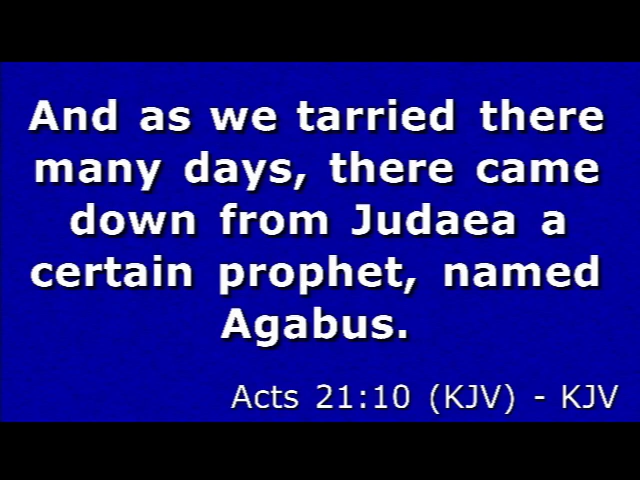 And as we tarried there
many days, there came
down from Judaea a
certain prophet, named
Agabus.
Acts 21:10 (KJV) - KJV